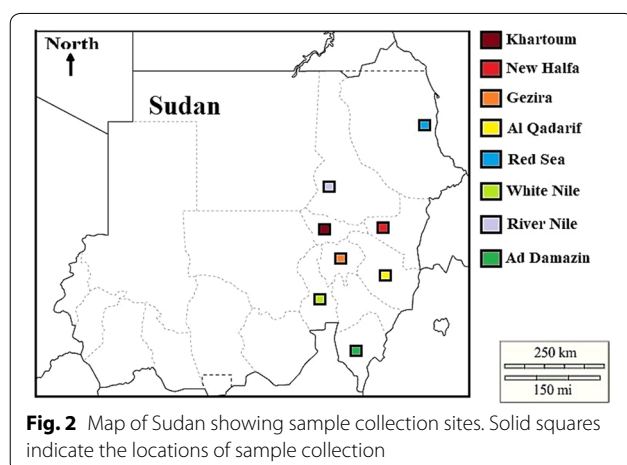 North
Sudan
Khartoum
New Halfa
Gezira
Al Qadarif
Red Sea
White Nile
River Nile
Ad Damazin
250 km
150 mi
Fig. 2 Map of Sudan showing sample collection sites. Solid squares
indicate the locations of sample collection